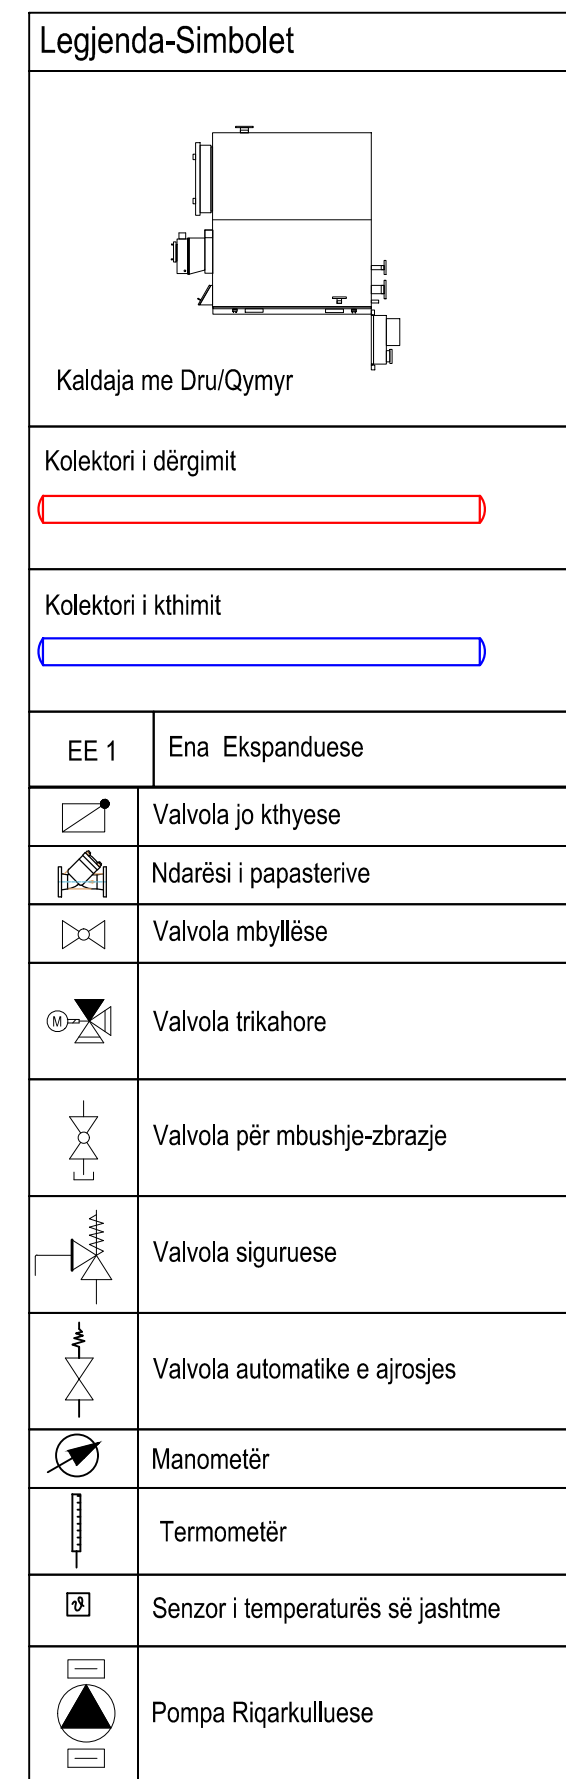 Legjenda-Simbolet
Kaldaja me Dru/Qymyr
Kolektori i dërgimit
Kolektori i kthimit
EE 1 Ena Ekspanduese
Valvola jo kthyese
Ndarësi i papasterive
Valvola mbyllëse
M Valvola trikahore
Valvola për mbushje-zbrazje
Valvola siguruese
Valvola automatike e ajrosjes
Manometër
Termometër
ϑ Senzor i temperaturës së jashtme
Pompa Riqarkulluese